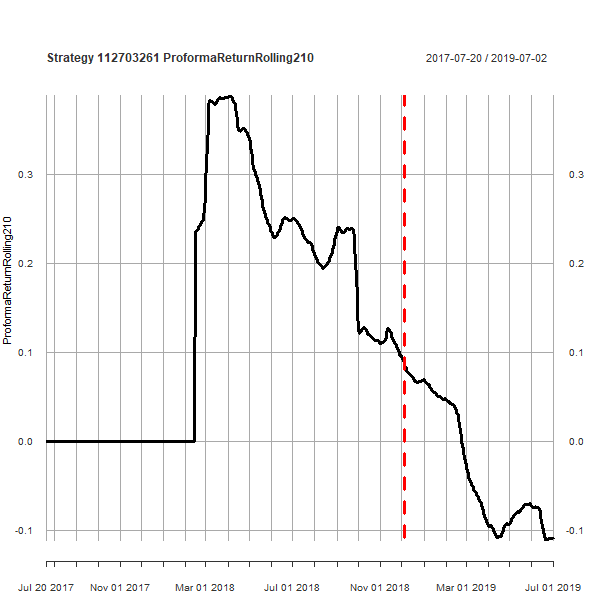 Strategy 112703261 ProformaReturnRolling210
2017-07-20 / 2019-07-02
ProformaReturnRolling210
0.3
0.2
0.1
0.0
-0.1
0.3
0.2
0.1
0.0
-0.1
Jul 20 2017
Nov 01 2017
Mar 01 2018
Jul 01 2018
Nov 01 2018
Mar 01 2019
Jul 01 2019